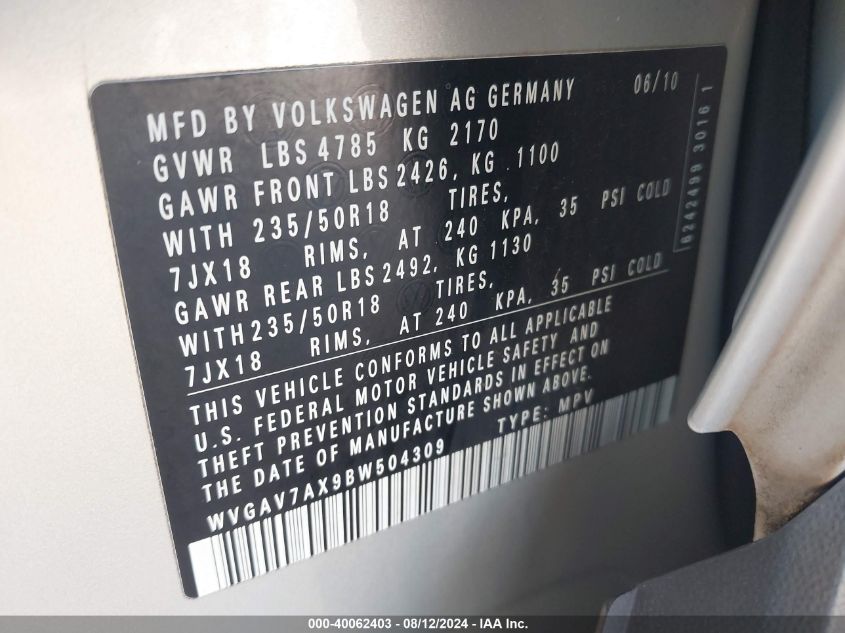 MFD BY VOLKSWAGEN AG GERMANY 06/10
GVWR LBS 4785 KG 2170
GAWR FRONT LBS 2426, KG 1100
WITH 235/50R18 TIRES,
7JX18 RIMS, AT 240 KPA, 35 PSI COLD
GAWR REAR LBS 2492, KG 1130
WITH 235/50R18 TIRES,
7JX18 RIMS, AT 240 KPA, 35 PSI COLD
THIS VEHICLE CONFORMS TO ALL APPLICABLE
U.S. FEDERAL MOTOR VEHICLE SAFETY AND
THEFT PREVENTION STANDARDS IN EFFECT ON
THE DATE OF MANUFACTURE SHOWN ABOVE.
WVGAV7AX9BW504309 TYPE: MPV
6242499 3016 1
000-40062403 - 08/12/2024 - IAA Inc.